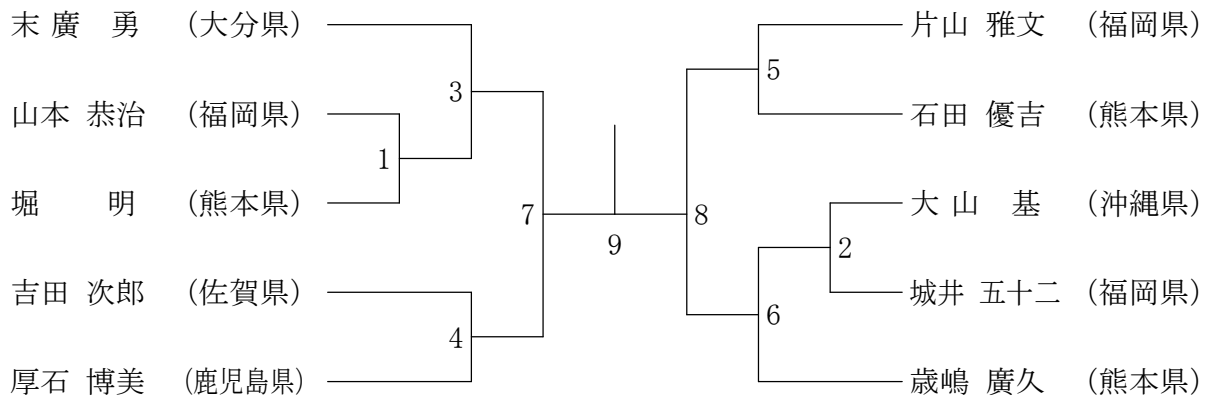 末廣 勇 (大分県)
山本 恭治 (福岡県)
堀 明 (熊本県)
吉田 次郎 (佐賀県)
厚石 博美 (鹿児島県)
3
1
7
4
9
8
5
2
6
片山 雅文 (福岡県)
石田 優吉 (熊本県)
大山 基 (沖縄県)
城井 五十二 (福岡県)
歳嶋 廣久 (熊本県)